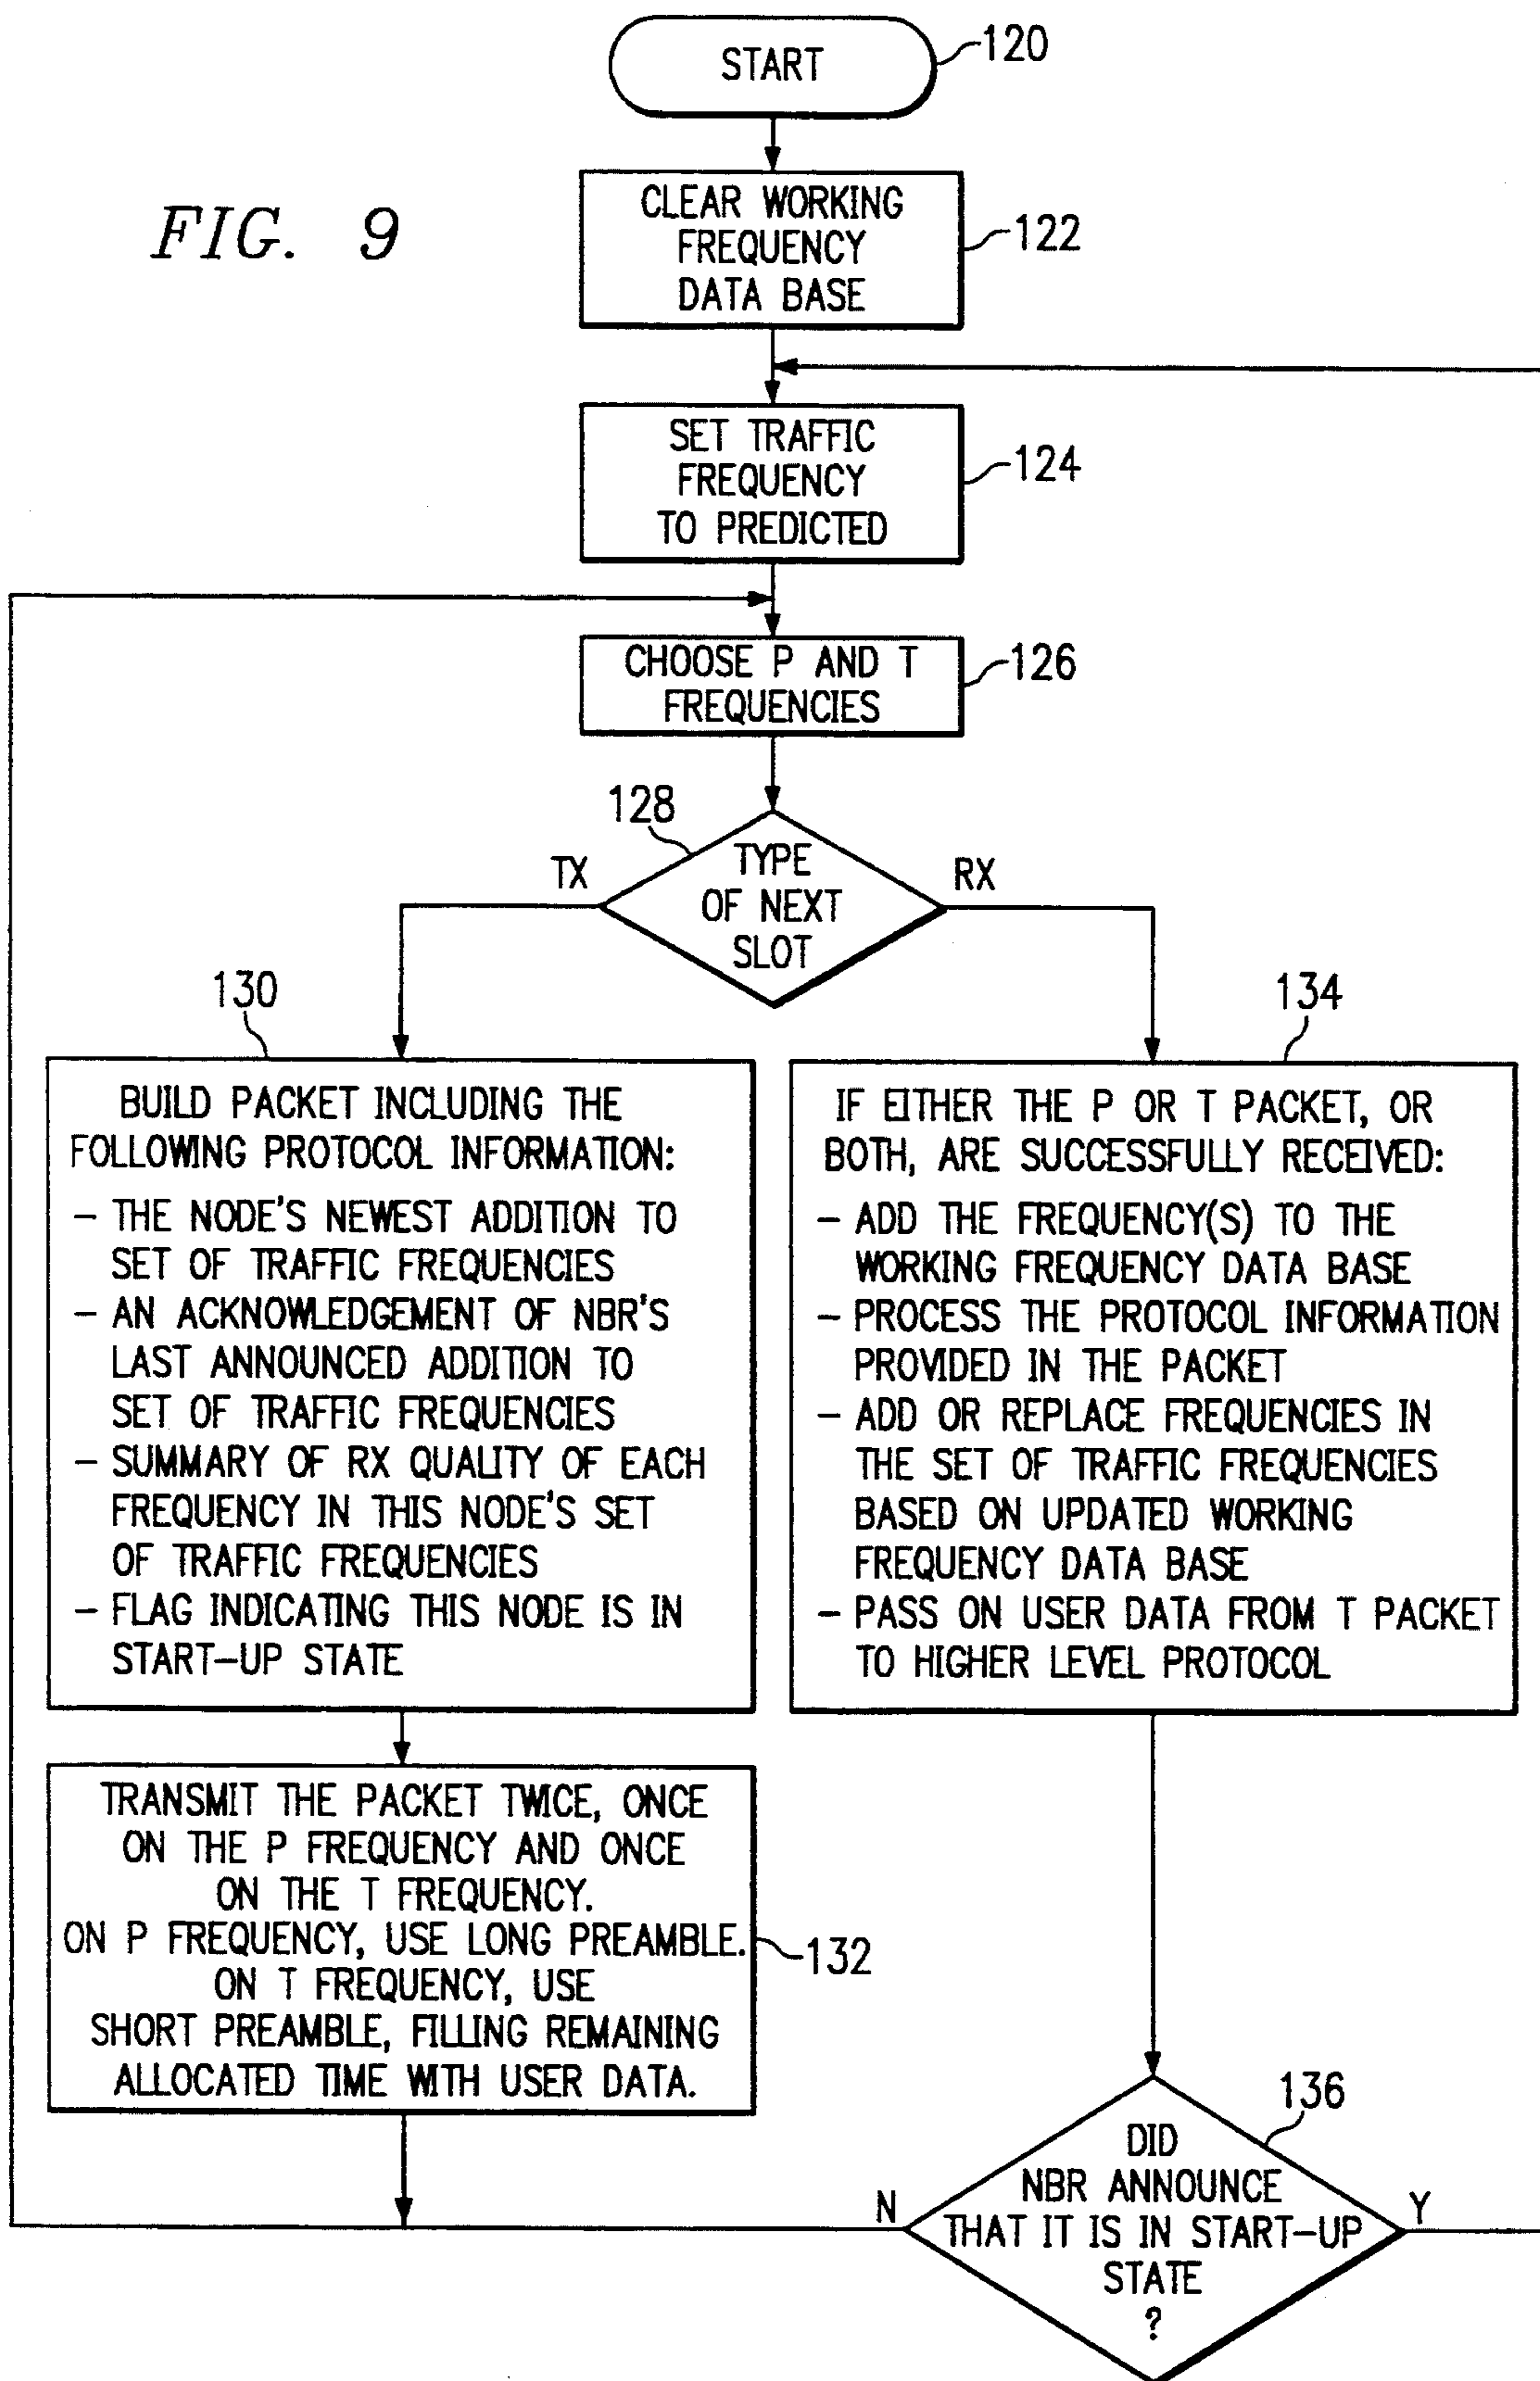 START
120
FIG. 9
CLEAR WORKING
FREQUENCY
DATA BASE
122
SET TRAFFIC
FREQUENCY
TO PREDICTED
124
CHOOSE P AND T
FREQUENCIES
126
128
TX
TYPE
OF NEXT
SLOT
RX
130
BUILD PACKET INCLUDING THE
FOLLOWING PROTOCOL INFORMATION:
– THE NODE'S NEWEST ADDITION TO
SET OF TRAFFIC FREQUENCIES
– AN ACKNOWLEDGEMENT OF NBR'S
LAST ANNOUNCED ADDITION TO
SET OF TRAFFIC FREQUENCIES
– SUMMARY OF RX QUALITY OF EACH
FREQUENCY IN THIS NODE'S SET
OF TRAFFIC FREQUENCIES
– FLAG INDICATING THIS NODE IS IN
START–UP STATE
134
IF EITHER THE P OR T PACKET, OR
BOTH, ARE SUCCESSFULLY RECEIVED:
– ADD THE FREQUENCY(S) TO THE
WORKING FREQUENCY DATA BASE
– PROCESS THE PROTOCOL INFORMATION
PROVIDED IN THE PACKET
– ADD OR REPLACE FREQUENCIES IN
THE SET OF TRAFFIC FREQUENCIES
BASED ON UPDATED WORKING
FREQUENCY DATA BASE
– PASS ON USER DATA FROM T PACKET
TO HIGHER LEVEL PROTOCOL
TRANSMIT THE PACKET TWICE, ONCE
ON THE P FREQUENCY AND ONCE
ON THE T FREQUENCY.
ON P FREQUENCY, USE LONG PREAMBLE.
ON T FREQUENCY, USE
SHORT PREAMBLE, FILLING REMAINING
ALLOCATED TIME WITH USER DATA.
132
136
DID
NBR ANNOUNCE
THAT IT IS IN START–UP
STATE
?
N
Y